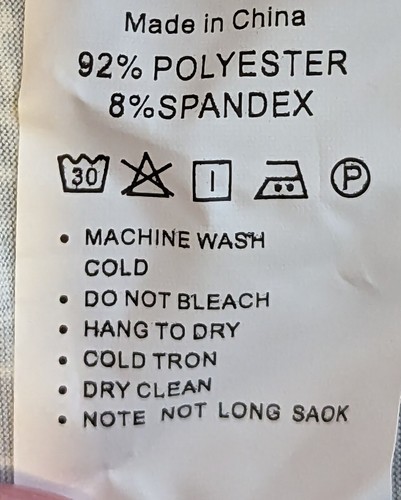 Made in China
92% POLYESTER
8%SPANDEX
30 P
• MACHINE WASH
COLD
• DO NOT BLEACH
• HANG TO DRY
• COLD TRON
• DRY CLEAN
• NOTE NOT LONG SAOK